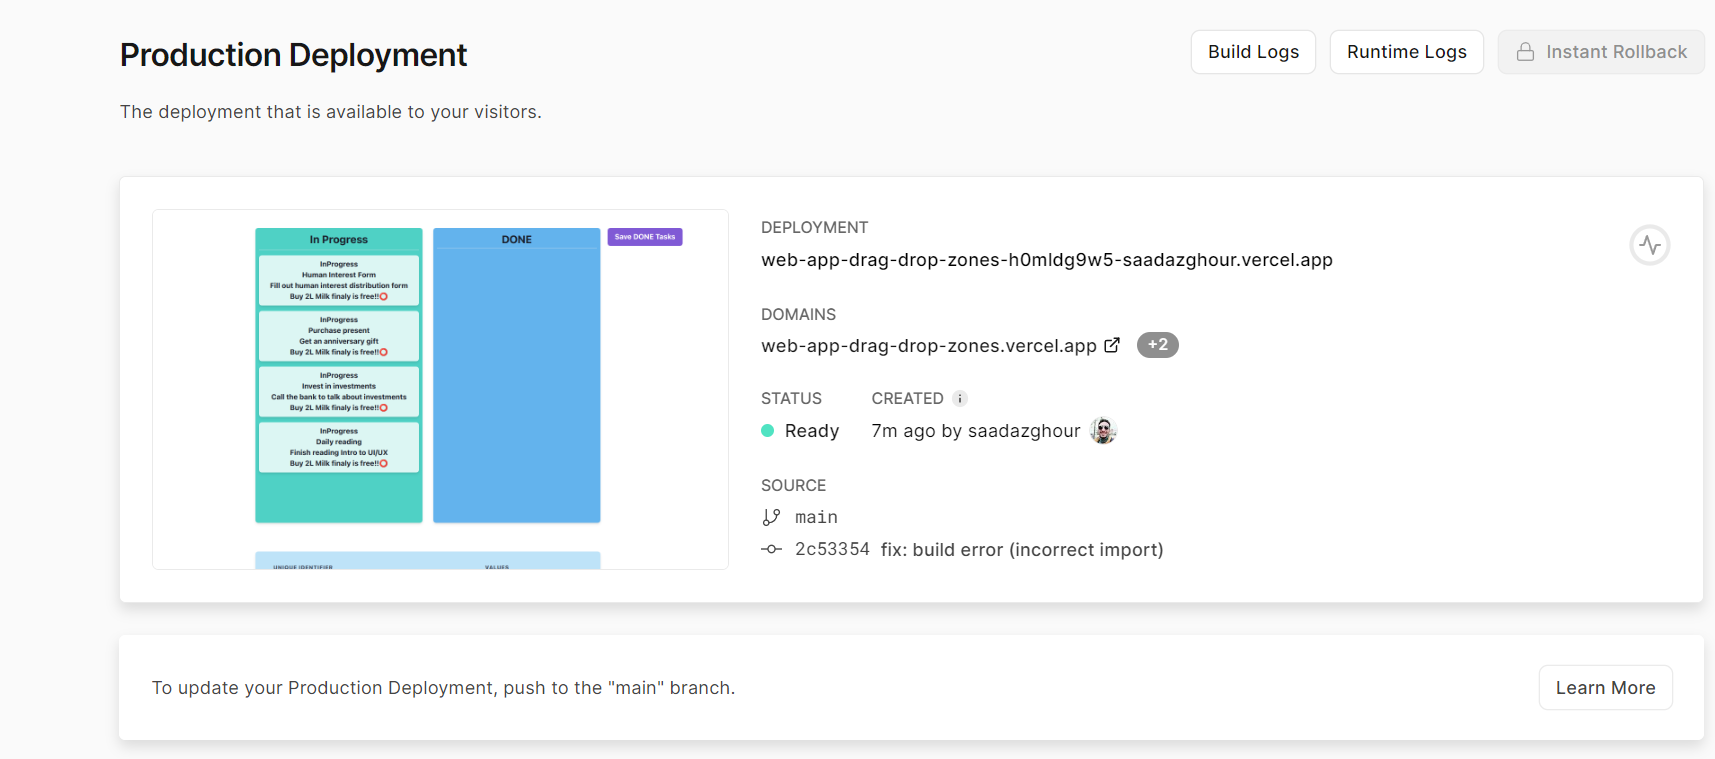 Production Deployment
Build Logs
Runtime Logs
Instant Rollback
The deployment that is available to your visitors.
In Progress
InProgress
Human Interest Form
Fill out human interest distribution form
Buy 2L Milk finaly is free!!⭕
InProgress
Purchase present
Get an anniversary gift
Buy 2L Milk finaly is free!!⭕
InProgress
Invest in investments
Call the bank to talk about investments
Buy 2L Milk finaly is free!!⭕
InProgress
Daily reading
Finish reading Intro to UI/UX
Buy 2L Milk finaly is free!!⭕
DONE
Save DONE Tasks
UNIQUE IDENTIFIER
VALUES
DEPLOYMENT
web-app-drag-drop-zones-h0mldg9w5-saadazghour.vercel.app
DOMAINS
web-app-drag-drop-zones.vercel.app +2
STATUS
Ready
CREATED
7m ago by saadazghour
SOURCE
main
2c53354 fix: build error (incorrect import)
To update your Production Deployment, push to the "main" branch.
Learn More